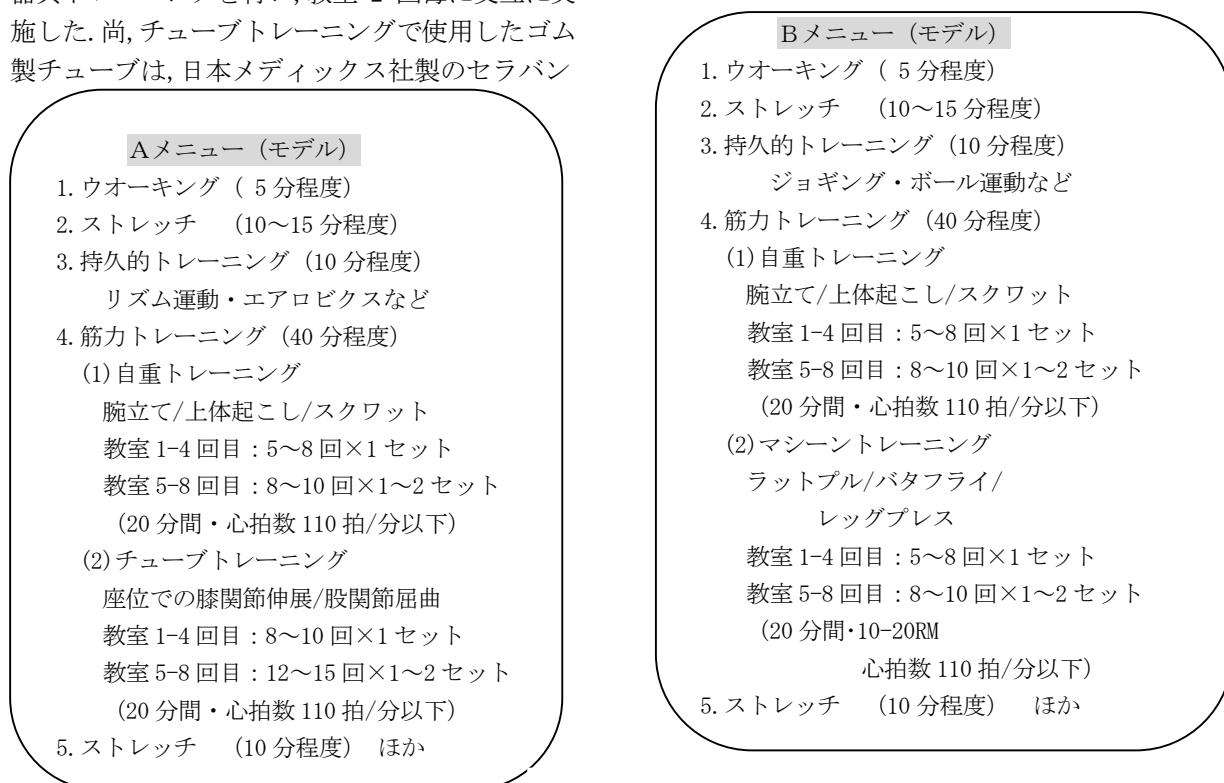 施した. 尚, チューブトレーニングで使用したゴム
製チューブは, 日本メディックス社製のセラバン
Aメニュー (モデル)
1. ウオーキング ( 5 分程度)
2. ストレッチ (10～15 分程度)
3. 持久的トレーニング (10 分程度)
リズム運動・エアロビクスなど
4. 筋力トレーニング (40 分程度)
(1) 自重トレーニング
腕立て/上体起こし/スクワット
教室 1-4 回目：5～8 回×1 セット
教室 5-8 回目：8～10 回×1～2 セット
(20 分間・心拍数 110 拍/分以下)
(2) チューブトレーニング
座位での膝関節伸展/股関節屈曲
教室 1-4 回目：8～10 回×1 セット
教室 5-8 回目：12～15 回×1～2 セット
(20 分間・心拍数 110 拍/分以下)
5. ストレッチ (10 分程度) ほか
Bメニュー (モデル)
1. ウオーキング ( 5 分程度)
2. ストレッチ (10～15 分程度)
3. 持久的トレーニング (10 分程度)
ジョギング・ボール運動など
4. 筋力トレーニング (40 分程度)
(1) 自重トレーニング
腕立て/上体起こし/スクワット
教室 1-4 回目：5～8 回×1 セット
教室 5-8 回目：8～10 回×1～2 セット
(20 分間・心拍数 110 拍/分以下)
(2) マシーントレーニング
ラットプル/バタフライ/
レッグプレス
教室 1-4 回目：5～8 回×1 セット
教室 5-8 回目：8～10 回×1～2 セット
(20 分間・10-20RM
心拍数 110 拍/分以下)
5. ストレッチ (10 分程度) ほか